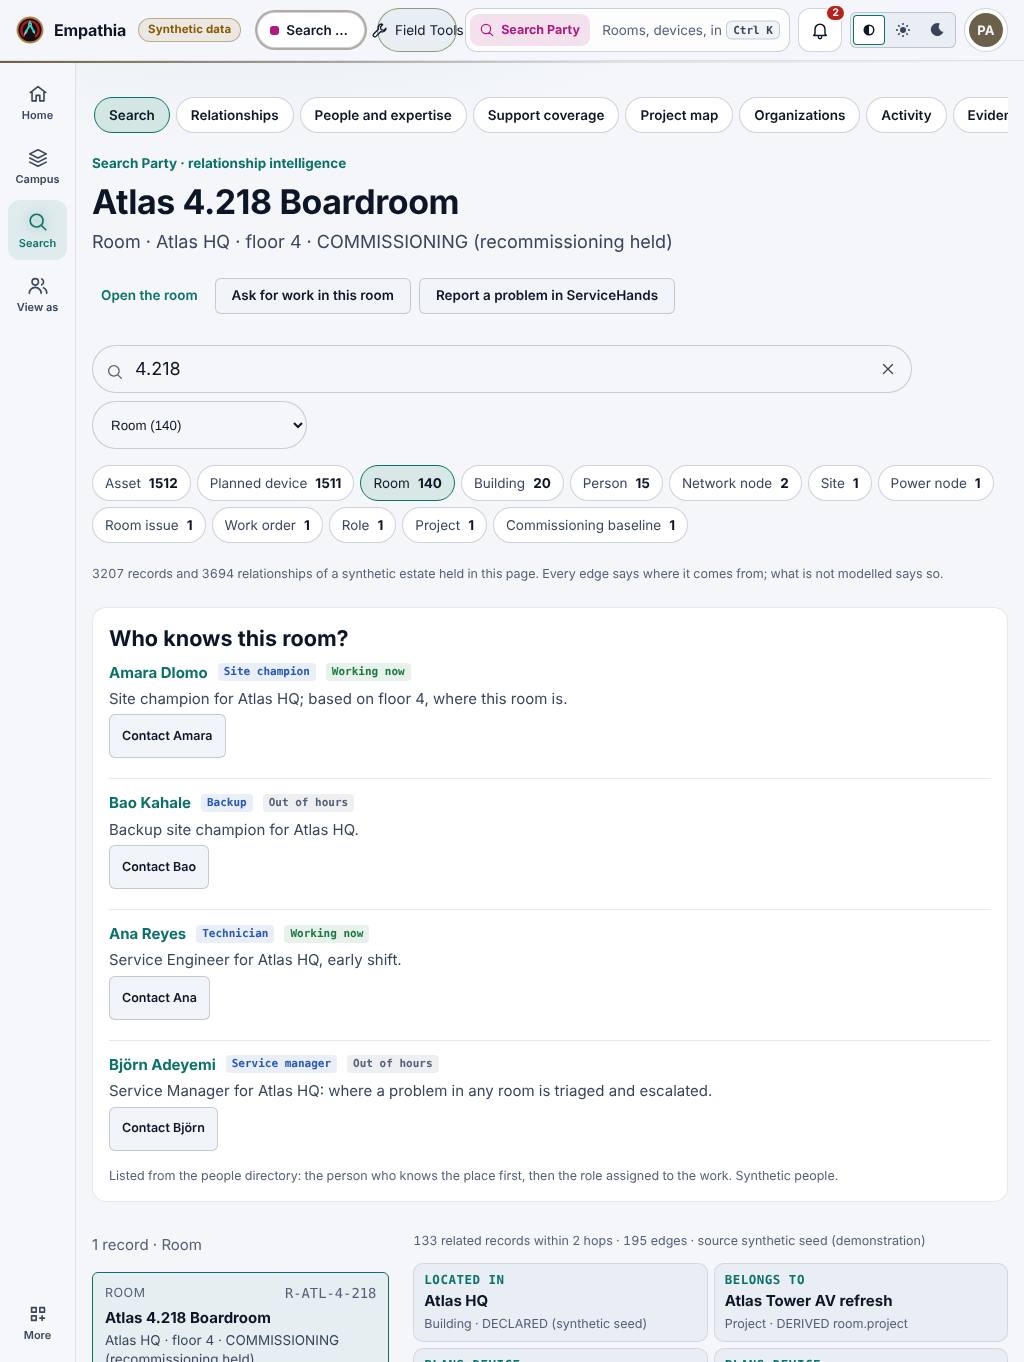 Empathia
Synthetic data
Search ...
Field Tools
Search Party
Rooms, devices, in
Ctrl K
2
PA
Home
Campus
Search
View as
More
Search
Relationships
People and expertise
Support coverage
Project map
Organizations
Activity
Search Party · relationship intelligence
Atlas 4.218 Boardroom
Room · Atlas HQ · floor 4 · COMMISSIONING (recommissioning held)
Open the room
Ask for work in this room
Report a problem in ServiceHands
4.218
Room (140)
Asset 1512
Planned device 1511
Room 140
Building 20
Person 15
Network node 2
Site 1
Power node 1
Room issue 1
Work order 1
Role 1
Project 1
Commissioning baseline 1
3207 records and 3694 relationships of a synthetic estate held in this page. Every edge says where it comes from; what is not modelled says so.
Who knows this room?
Amara Dlomo Site champion Working now
Site champion for Atlas HQ; based on floor 4, where this room is.
Contact Amara
Bao Kahale Backup Out of hours
Backup site champion for Atlas HQ.
Contact Bao
Ana Reyes Technician Working now
Service Engineer for Atlas HQ, early shift.
Contact Ana
Björn Adeyemi Service manager Out of hours
Service Manager for Atlas HQ: where a problem in any room is triaged and escalated.
Contact Björn
Listed from the people directory: the person who knows the place first, then the role assigned to the work. Synthetic people.
1 record · Room
ROOM R-ATL-4-218
Atlas 4.218 Boardroom
Atlas HQ · floor 4 · COMMISSIONING
(recommissioning held)
133 related records within 2 hops · 195 edges · source synthetic seed (demonstration)
LOCATED IN
Atlas HQ
Building · DECLARED (synthetic seed)
BELONGS TO
Atlas Tower AV refresh
Project · DERIVED room.project